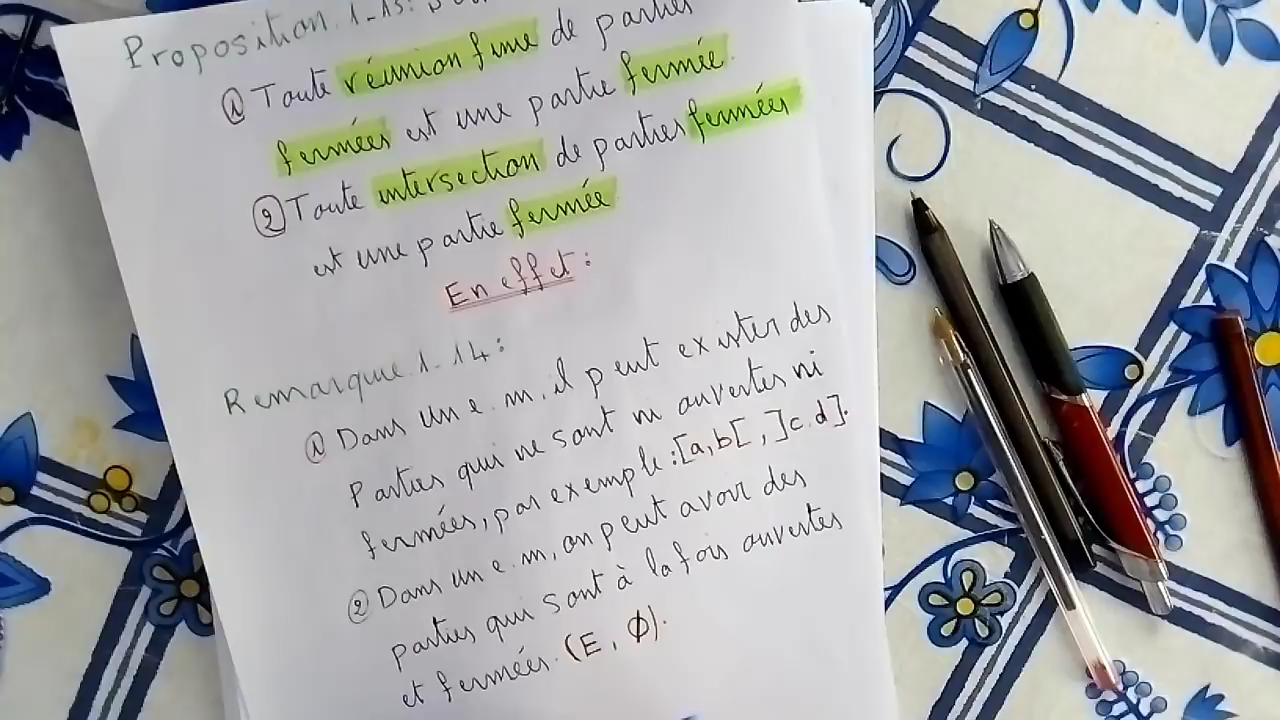 Proposition 1-13:
① Toute réunion finie de parties
fermées est une partie fermée.
② Toute intersection de parties fermées
est une partie fermée
En effet:
Remarque 1-14:
① Dans un e.m, il peut exister des
parties qui ne sont ni ouvertes ni
fermées, par exemple: [a,b[, ]c.d].
② Dans un e.m, on peut avoir des
parties qui sont à la fois ouvertes
et fermées. (E, Φ).